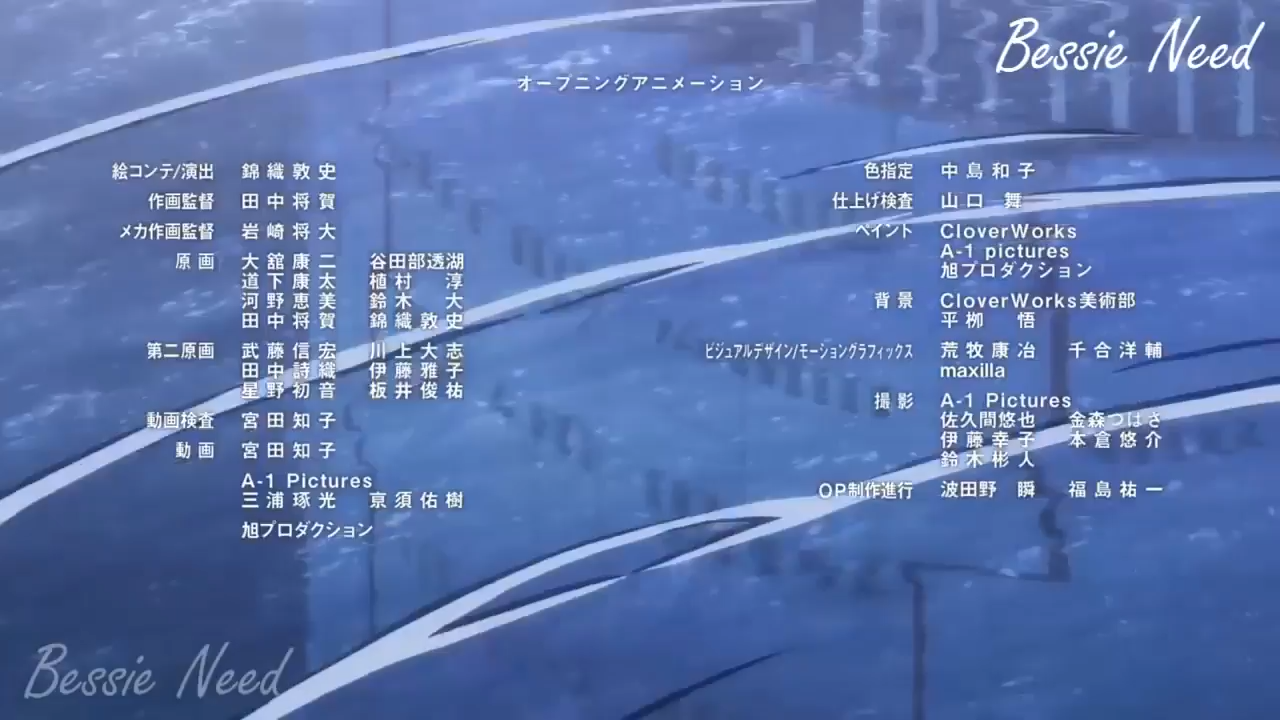 Bessie Need
オープニングアニメーション
絵コンテ/演出 錦織敦史
作画監督 田中将賀
メカ作画監督 岩崎将大
原画 大舘康二 谷田部透湖
道下康太 植村 淳
河野恵美 鈴木 大
田中将賀 錦織敦史
第二原画 武藤信宏 川上大志
田中詩織 伊藤雅子
星野初音 板井俊祐
動画検査 宮田知子
動画 宮田知子
A-1 Pictures
三浦琢光 京須佑樹
旭プロダクション
色指定 中島和子
仕上げ検査 山口 舞
ペイント CloverWorks
A-1 pictures
旭プロダクション
背景 CloverWorks美術部
平栁 悟
ビジュアルデザイン/モーショングラフィックス 荒牧康治 千合洋輔
maxilla
撮影 A-1 Pictures
佐久間悠也 金森つばさ
伊藤幸子 本倉悠介
鈴木彬人
OP制作進行 波田野 瞬 福島祐一
Bessie Need